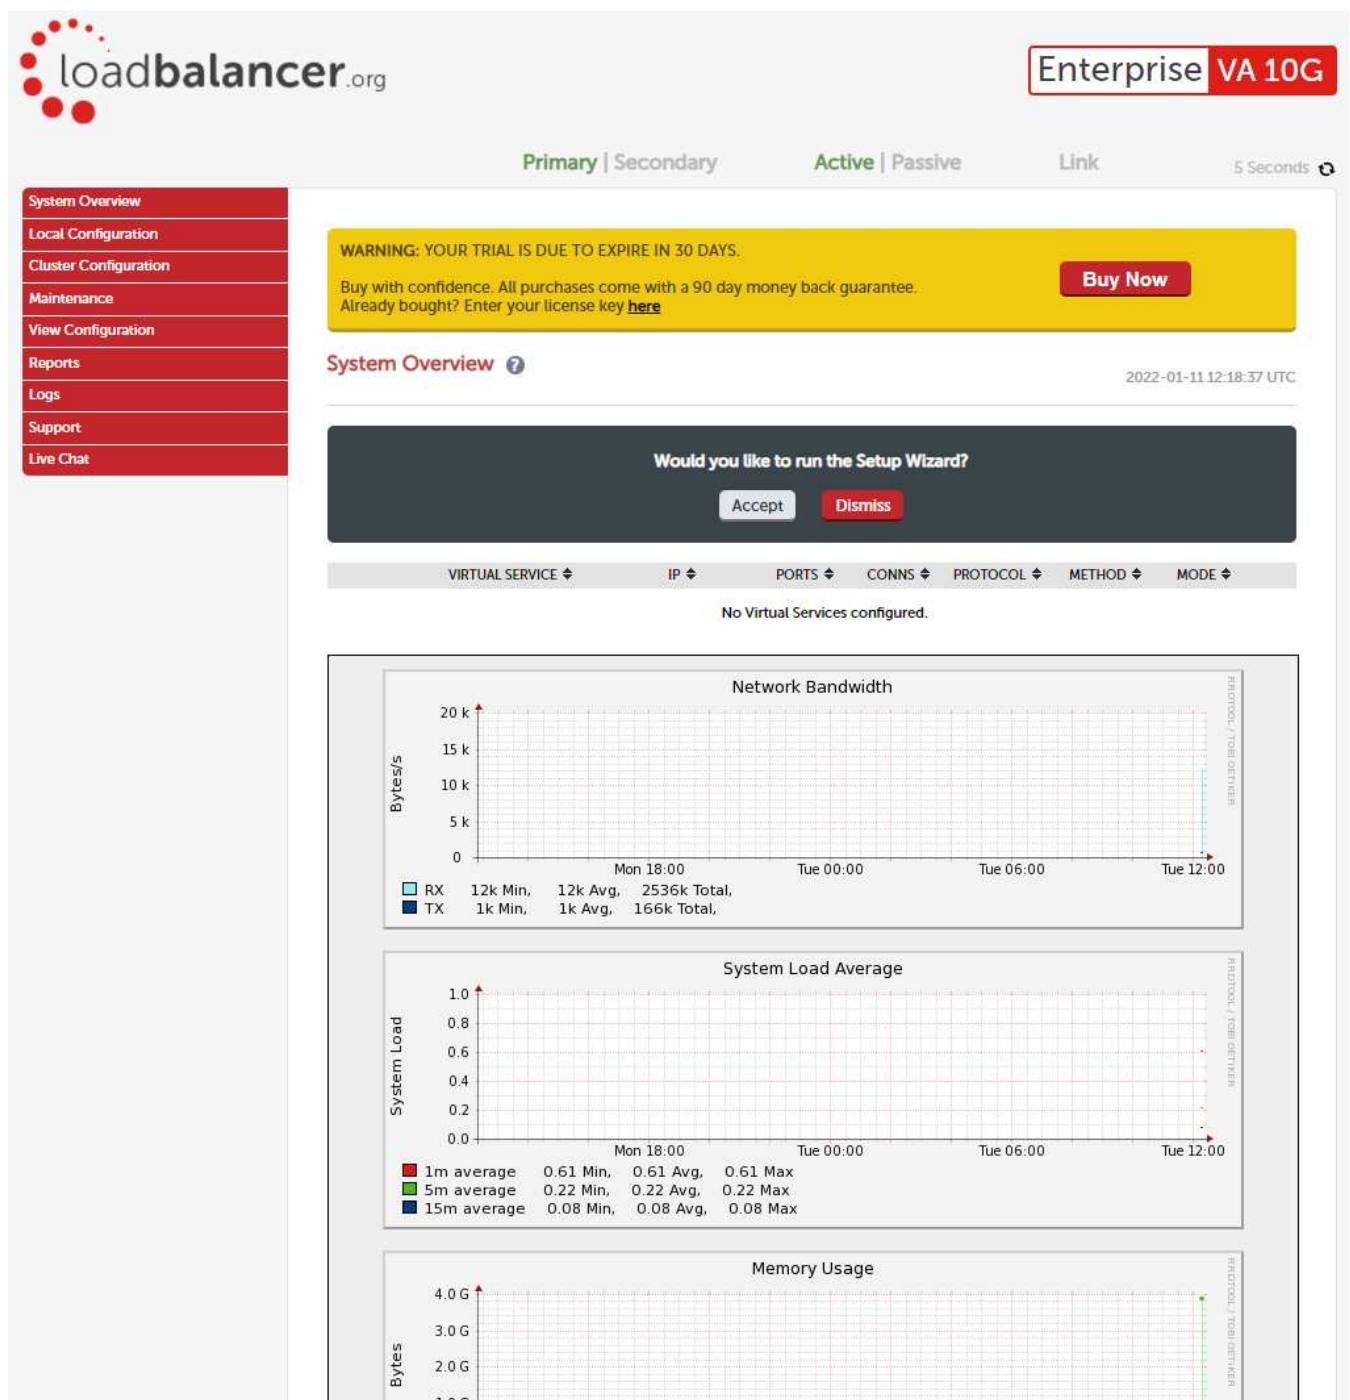 loadbalancer.org
Enterprise VA 10G
Primary | Secondary Active | Passive Link 5 Seconds
System Overview
Local Configuration
Cluster Configuration
Maintenance
View Configuration
Reports
Logs
Support
Live Chat
WARNING: YOUR TRIAL IS DUE TO EXPIRE IN 30 DAYS.
Buy with confidence. All purchases come with a 90 day money back guarantee.
Already bought? Enter your license key here
Buy Now
System Overview ?
2022-01-11 12:18:37 UTC
Would you like to run the Setup Wizard?
Accept Dismiss
VIRTUAL SERVICE IP PORTS CONNS PROTOCOL METHOD MODE
No Virtual Services configured.
Network Bandwidth
RRDTOOL / TOBI OETIKER
Bytes/s
20 k
15 k
10 k
5 k
0
Mon 18:00 Tue 00:00 Tue 06:00 Tue 12:00
RX 12k Min, 12k Avg, 2536k Total,
TX 1k Min, 1k Avg, 166k Total,
System Load Average
RRDTOOL / TOBI OETIKER
System Load
1.0
0.8
0.6
0.4
0.2
0.0
Mon 18:00 Tue 00:00 Tue 06:00 Tue 12:00
1m average 0.61 Min, 0.61 Avg, 0.61 Max
5m average 0.22 Min, 0.22 Avg, 0.22 Max
15m average 0.08 Min, 0.08 Avg, 0.08 Max
Memory Usage
RRDTOOL / TOBI OETIKER
Bytes
4.0 G
3.0 G
2.0 G